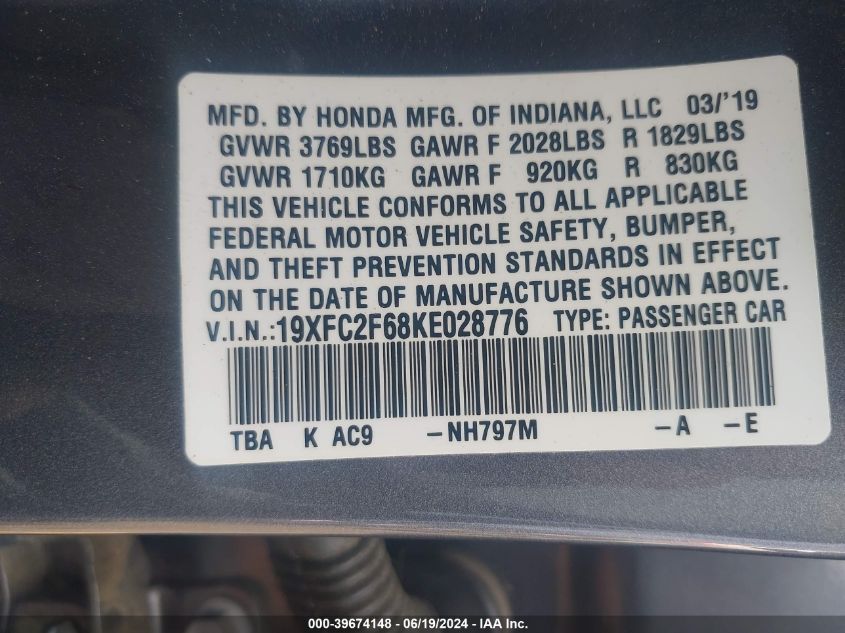 MFD. BY HONDA MFG. OF INDIANA, LLC 03/'19
GVWR 3769LBS GAWR F 2028LBS R 1829LBS
GVWR 1710KG GAWR F 920KG R 830KG
THIS VEHICLE CONFORMS TO ALL APPLICABLE
FEDERAL MOTOR VEHICLE SAFETY, BUMPER,
AND THEFT PREVENTION STANDARDS IN EFFECT
ON THE DATE OF MANUFACTURE SHOWN ABOVE.
V.I.N.:19XFC2F68KE028776 TYPE: PASSENGER CAR
TBA K AC9 -NH797M -A -E
000-39674148 - 06/19/2024 - IAA Inc.